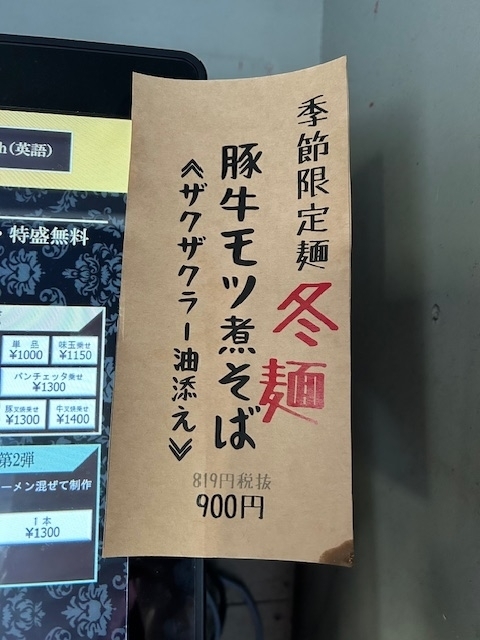 季節限定麺
冬麺
豚牛モツ煮そば
《ザクザクラー油添え》
819円税抜
900円
h(英語)
特盛無料
単品
¥1000
味玉乗せ
¥1150
パンチェッタ乗せ
¥1300
豚叉焼乗せ
¥1300
牛叉焼乗せ
¥1400
第2弾
ーメン混ぜて制作
1本
¥1300